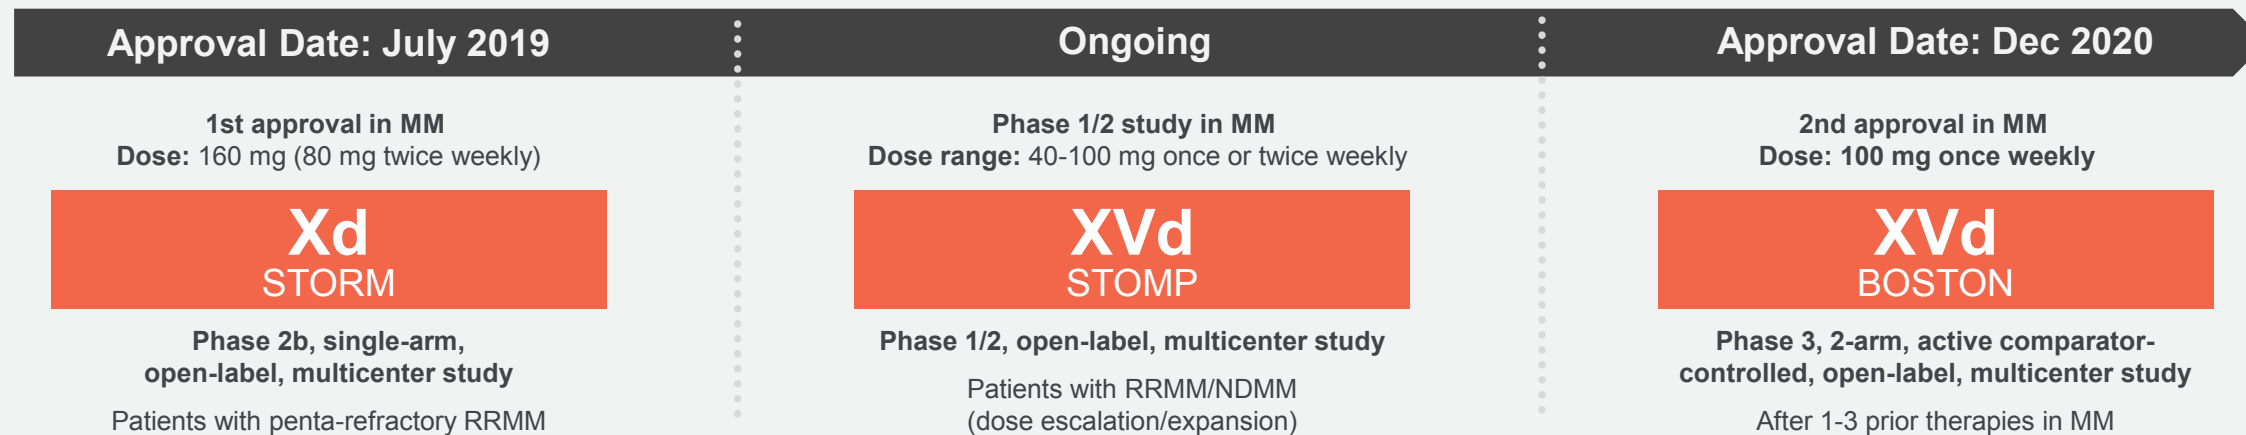 Approval Date: July 2019
1st approval in MM
Dose: 160 mg (80 mg twice weekly)
Xd
STORM
Phase 2b, single-arm,
open-label, multicenter study
Patients with penta-refractory RRMM
Ongoing
Phase 1/2 study in MM
Dose range: 40-100 mg once or twice weekly
XVd
STOMP
Phase 1/2, open-label, multicenter study
Patients with RRMM/NDMM
(dose escalation/expansion)
Approval Date: Dec 2020
2nd approval in MM
Dose: 100 mg once weekly
XVd
BOSTON
Phase 3, 2-arm, active comparator-
controlled, open-label, multicenter study
After 1-3 prior therapies in MM